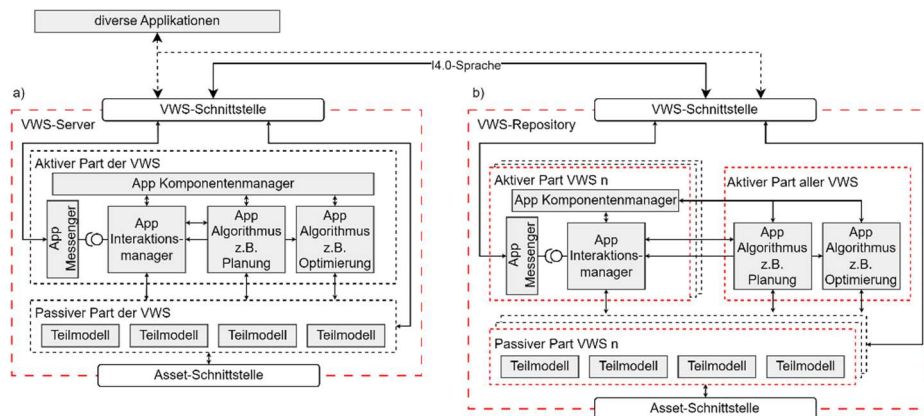 diverse Applikationen
I4.0-Sprache
a)
VWS-Schnittstelle
VWS-Server
Aktiver Part der VWS
App Komponentenmanager
App
Messenger
App
Interaktions-
manager
App
Algorithmus
z.B.
Planung
App
Algorithmus
z.B.
Optimierung
Passiver Part der VWS
Teilmodell
Teilmodell
Teilmodell
Teilmodell
Asset-Schnittstelle
b)
VWS-Schnittstelle
VWS-Repository
Aktiver Part VWS n
App Komponentenmanager
App
Messenger
App
Interaktions-
manager
Aktiver Part aller VWS
App
Algorithmus
z.B.
Planung
App
Algorithmus
z.B.
Optimierung
Passiver Part VWS n
Teilmodell
Teilmodell
Teilmodell
Teilmodell
Asset-Schnittstelle